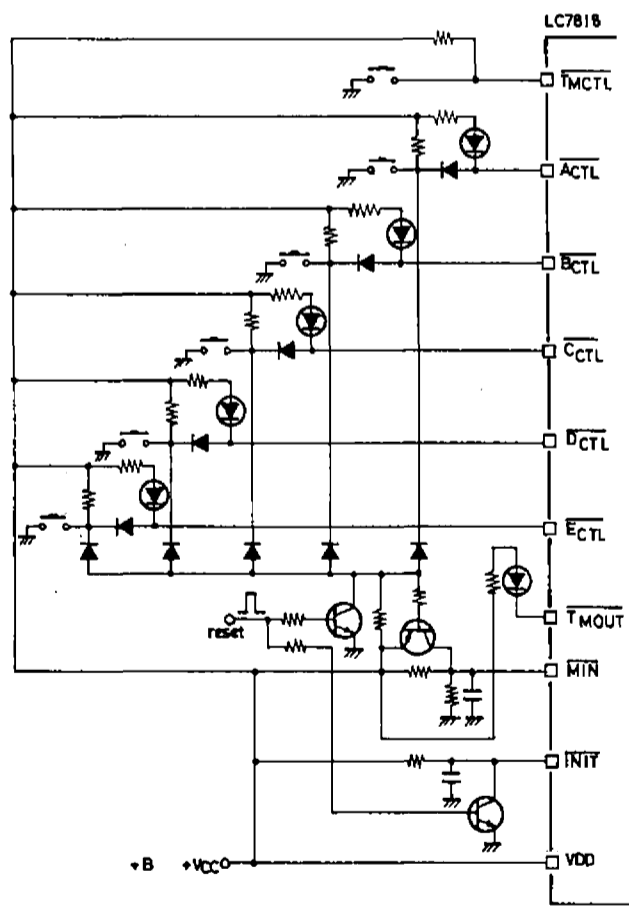 LC7818
TMCTL
ACTL
BCTL
CCTL
DCTL
ECTL
reset
TMOUT
MIN
INIT
+B +VCC
VDD